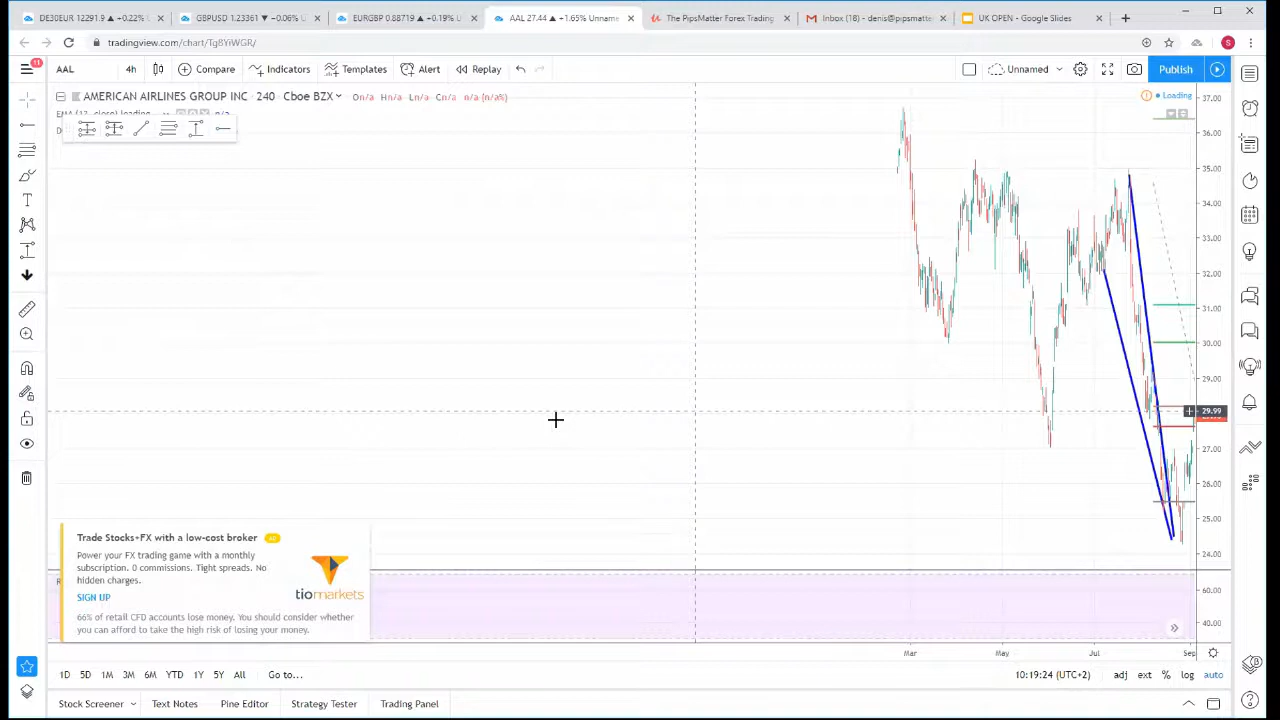 DE30EUR 12291.9 ▲ +0.22% C
GBPUSD 1.23361 ▼ −0.06% U
EURGBP 0.88719 ▲ +0.19% U
AAL 27.44 ▲ +1.65% Unname
The PipsMatter Forex Trading
Inbox (18) - denis@pipsmatter
UK OPEN - Google Slides
tradingview.com/chart/Tg8YiWGR/
S
11
AAL
4h
Compare
Indicators
Templates
Alert
Replay
Unnamed
Publish
AMERICAN AIRLINES GROUP INC · 240 · Cboe BZX
On/a Hn/a Ln/a Cn/a n/a (n/a%)
Loading
n/a
37.00
36.00
35.00
34.00
33.00
32.00
31.00
30.00
29.00
29.99
27.00
26.00
25.00
24.00
60.00
40.00
Trade Stocks+FX with a low-cost broker
Power your FX trading game with a monthly
subscription. 0 commissions. Tight spreads. No
hidden charges.
SIGN UP
tiomarkets
66% of retail CFD accounts lose money. You should consider whether
you can afford to take the high risk of losing your money.
Mar
May
Jul
Sep
1D 5D 1M 3M 6M YTD 1Y 5Y All Go to...
10:19:24 (UTC+2)
adj ext % log auto
Stock Screener
Text Notes
Pine Editor
Strategy Tester
Trading Panel